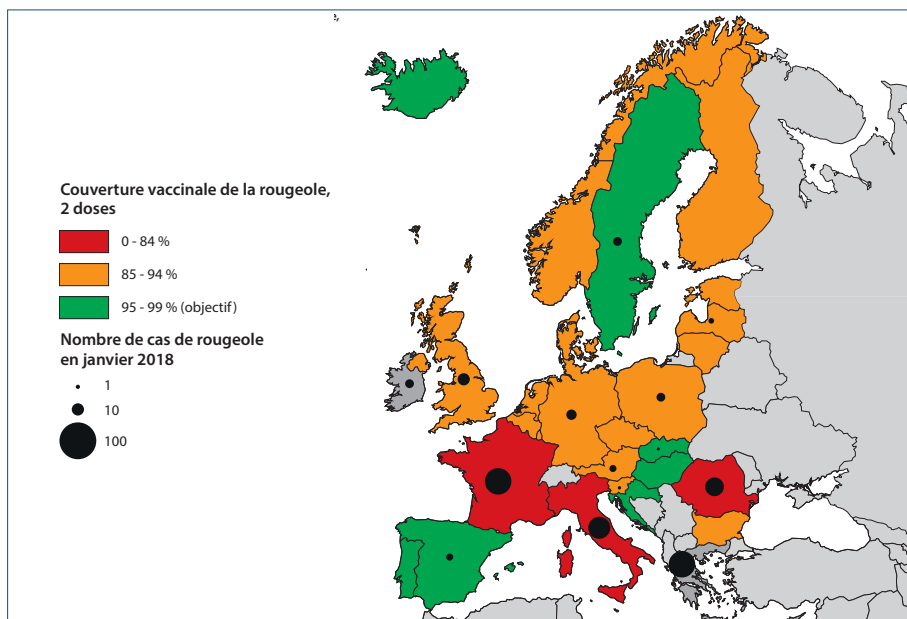 Couverture vaccinale de la rougeole,
2 doses
0 - 84 %
85 - 94 %
95 - 99 % (objectif)
Nombre de cas de rougeole
en janvier 2018
1
10
100